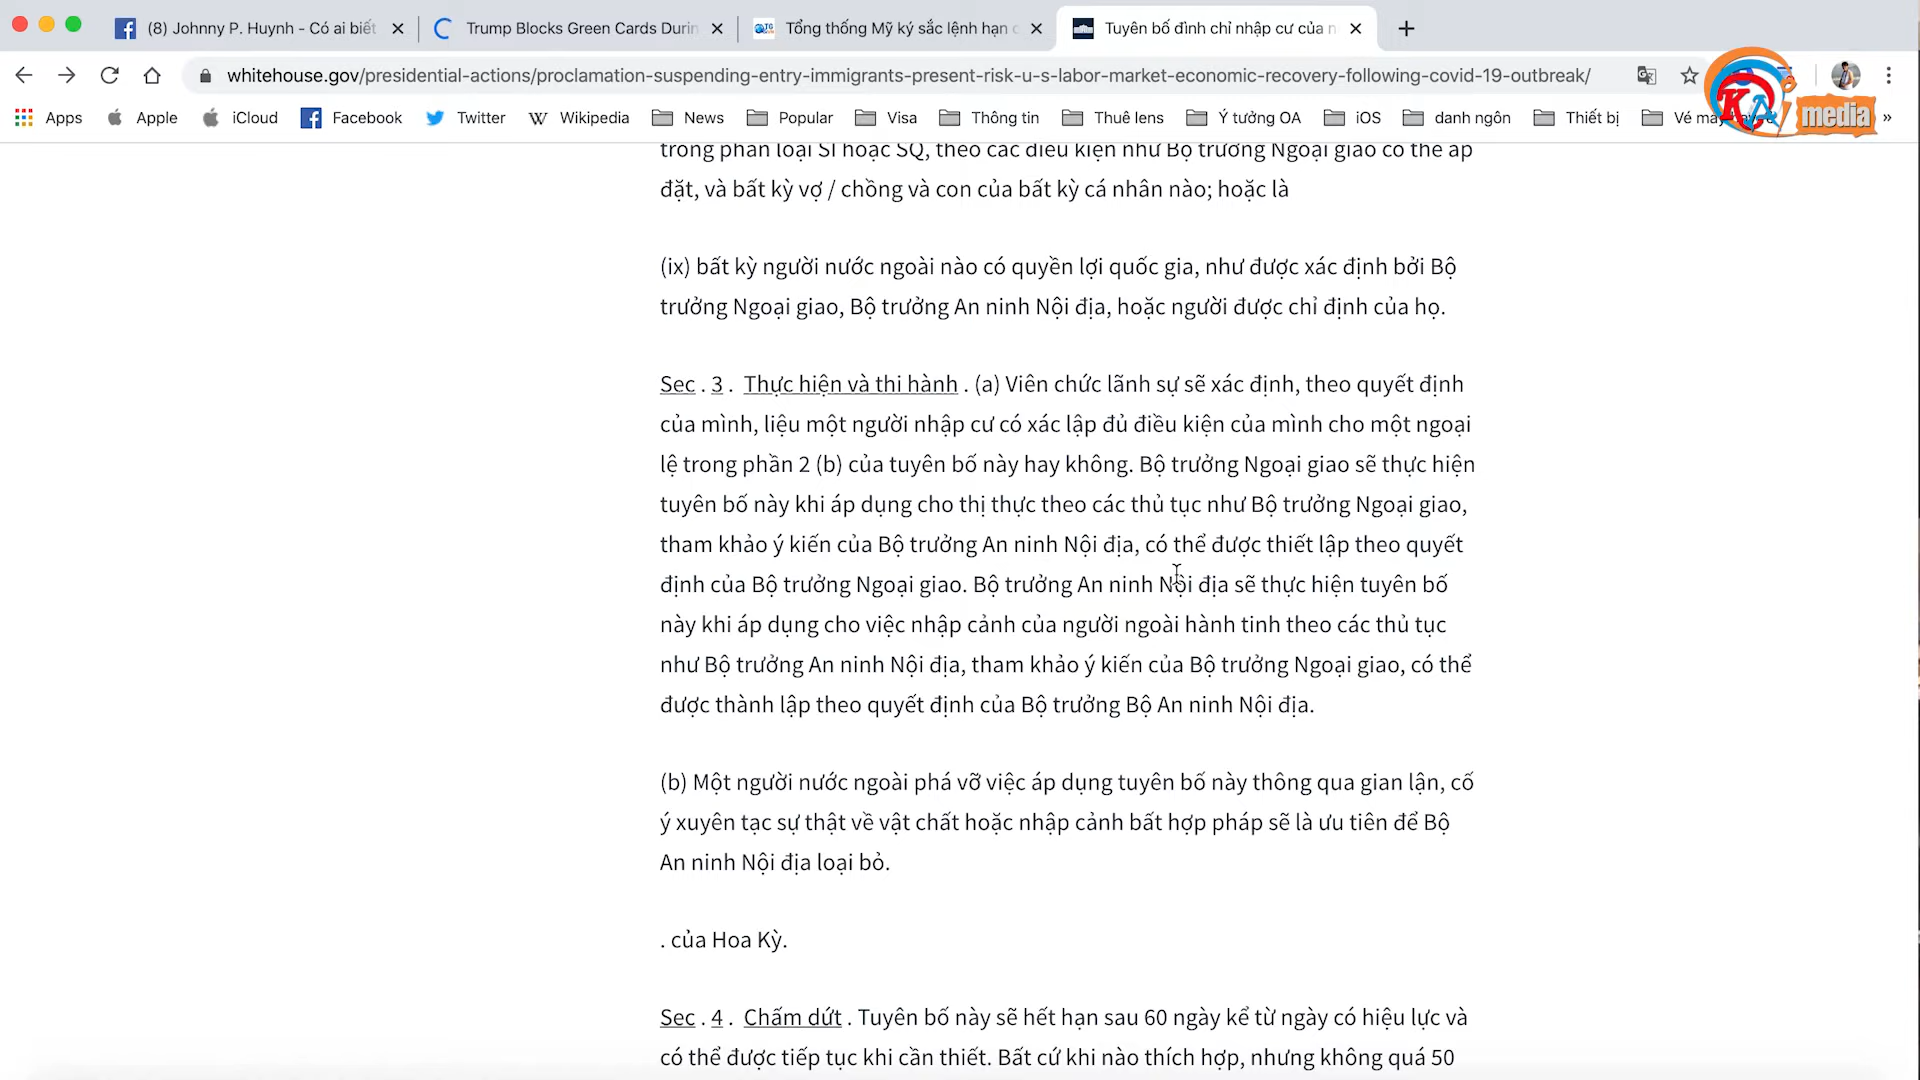 (8) Johnny P. Huynh - Có ai biết
Trump Blocks Green Cards Durin
Tổng thống Mỹ ký sắc lệnh hạn c
Tuyên bố đình chỉ nhập cư của n
whitehouse.gov/presidential-actions/proclamation-suspending-entry-immigrants-present-risk-u-s-labor-market-economic-recovery-following-covid-19-outbreak/
Apps Apple iCloud Facebook Twitter Wikipedia News Popular Visa Thông tin Thuê lens Ý tưởng OA iOS danh ngôn Thiết bị Vé máy »
media
trong phân loại SI hoặc SQ, theo các điều kiện như Bộ trưởng Ngoại giao có thể áp
đặt, và bất kỳ vợ / chồng và con của bất kỳ cá nhân nào; hoặc là
(ix) bất kỳ người nước ngoài nào có quyền lợi quốc gia, như được xác định bởi Bộ
trưởng Ngoại giao, Bộ trưởng An ninh Nội địa, hoặc người được chỉ định của họ.
Sec . 3 . Thực hiện và thi hành . (a) Viên chức lãnh sự sẽ xác định, theo quyết định
của mình, liệu một người nhập cư có xác lập đủ điều kiện của mình cho một ngoại
lệ trong phần 2 (b) của tuyên bố này hay không. Bộ trưởng Ngoại giao sẽ thực hiện
tuyên bố này khi áp dụng cho thị thực theo các thủ tục như Bộ trưởng Ngoại giao,
tham khảo ý kiến của Bộ trưởng An ninh Nội địa, có thể được thiết lập theo quyết
định của Bộ trưởng Ngoại giao. Bộ trưởng An ninh Nội địa sẽ thực hiện tuyên bố
này khi áp dụng cho việc nhập cảnh của người ngoài hành tinh theo các thủ tục
như Bộ trưởng An ninh Nội địa, tham khảo ý kiến của Bộ trưởng Ngoại giao, có thể
được thành lập theo quyết định của Bộ trưởng Bộ An ninh Nội địa.
(b) Một người nước ngoài phá vỡ việc áp dụng tuyên bố này thông qua gian lận, cố
ý xuyên tạc sự thật về vật chất hoặc nhập cảnh bất hợp pháp sẽ là ưu tiên để Bộ
An ninh Nội địa loại bỏ.
. của Hoa Kỳ.
Sec . 4 . Chấm dứt . Tuyên bố này sẽ hết hạn sau 60 ngày kể từ ngày có hiệu lực và
có thể được tiếp tục khi cần thiết. Bất cứ khi nào thích hợp, nhưng không quá 50